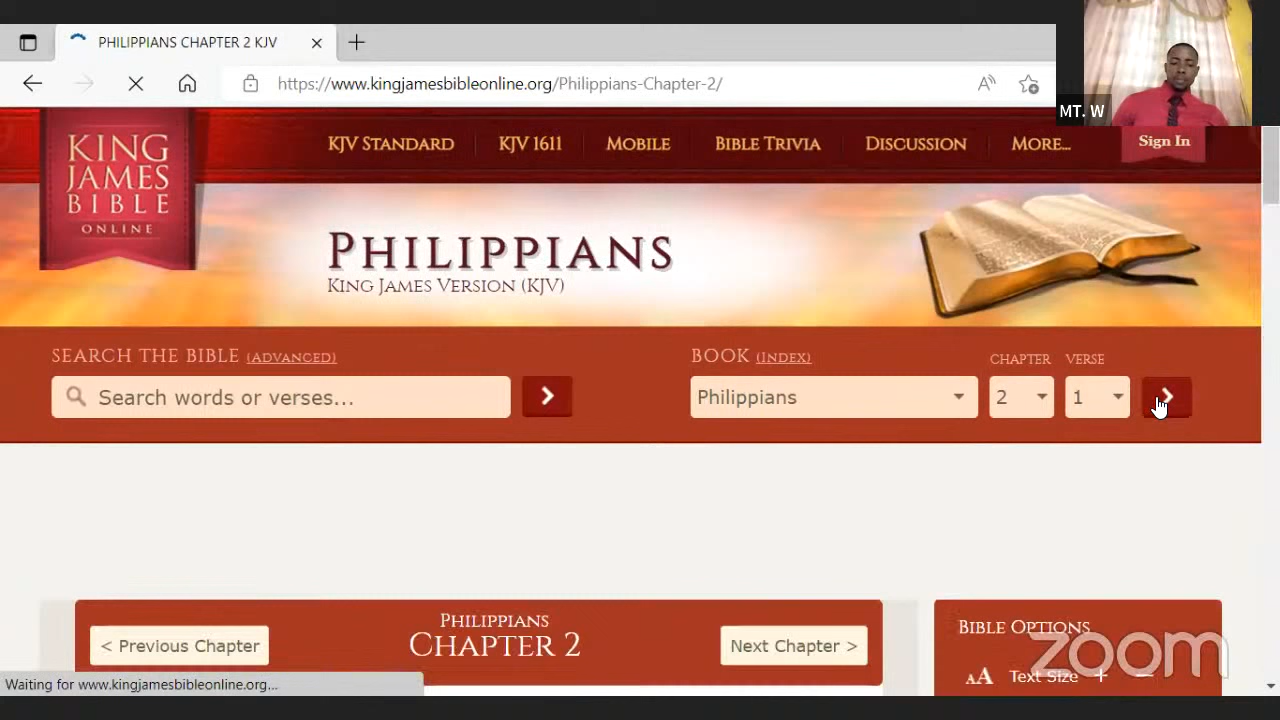 PHILIPPIANS CHAPTER 2 KJV
https://www.kingjamesbibleonline.org/Philippians-Chapter-2/
MT. W
KING
JAMES
BIBLE
ONLINE
KJV STANDARD
KJV 1611
MOBILE
BIBLE TRIVIA
DISCUSSION
MORE...
Sign In
PHILIPPIANS
KING JAMES VERSION (KJV)
SEARCH THE BIBLE (ADVANCED)
Search words or verses...
BOOK (INDEX)
CHAPTER
VERSE
Philippians
2
1
< Previous Chapter
PHILIPPIANS
CHAPTER 2
Next Chapter >
BIBLE OPTIONS
AA Text Size + −
zoom
Waiting for www.kingjamesbibleonline.org...